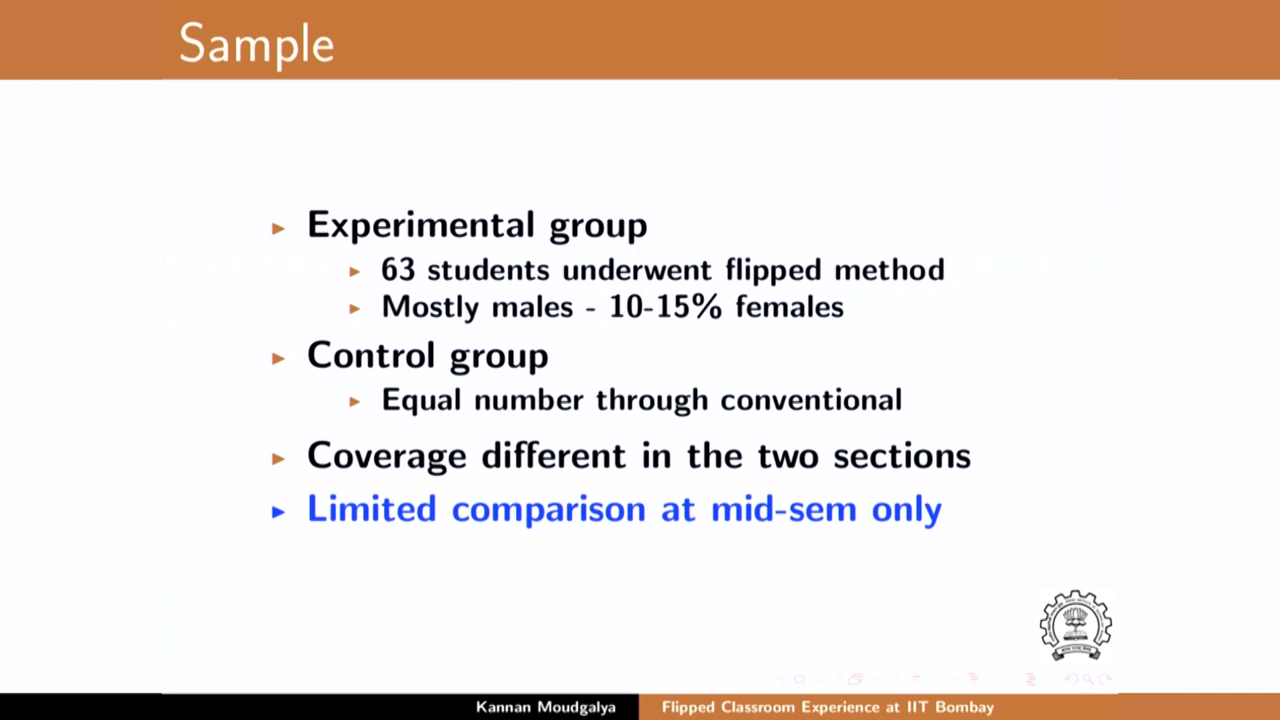 Sample
Experimental group
63 students underwent flipped method
Mostly males - 10-15% females
Control group
Equal number through conventional
Coverage different in the two sections
Limited comparison at mid-sem only
Kannan Moudgalya
Flipped Classroom Experience at IIT Bombay